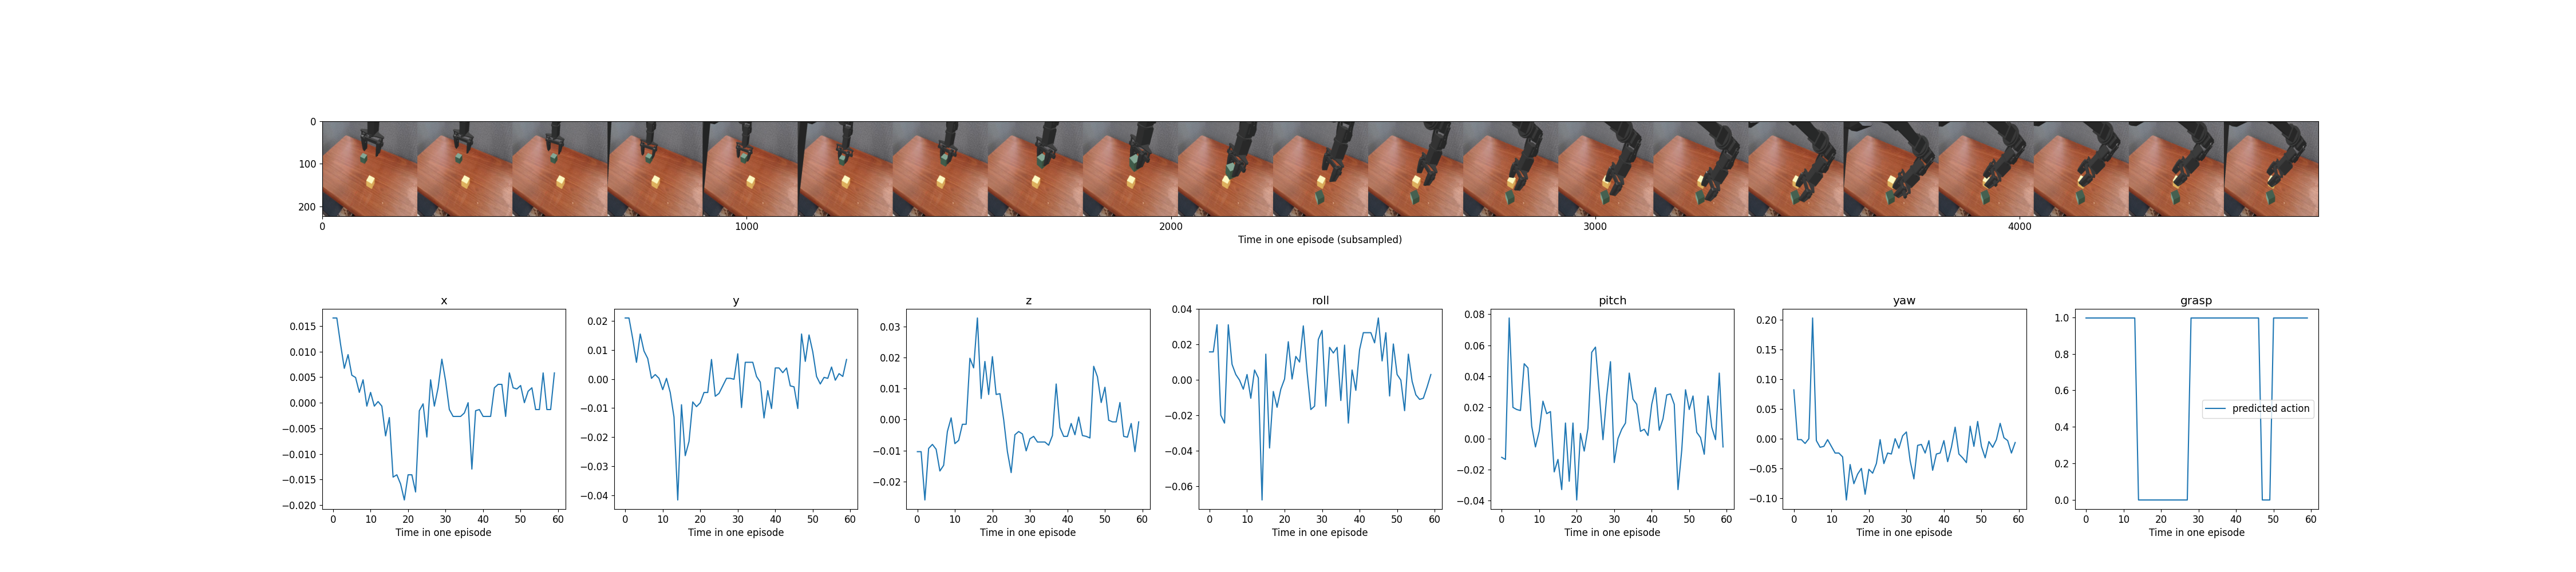 0
100
200
0 1000 2000 3000 4000
Time in one episode (subsampled)
x y z roll pitch yaw grasp
0.015
0.010
0.005
0.000
−0.005
−0.010
−0.015
−0.020
0 10 20 30 40 50 60
Time in one episode
0.02
0.01
0.00
−0.01
−0.02
−0.03
−0.04
0 10 20 30 40 50 60
Time in one episode
0.03
0.02
0.01
0.00
−0.01
−0.02
0 10 20 30 40 50 60
Time in one episode
0.04
0.02
0.00
−0.02
−0.04
−0.06
0 10 20 30 40 50 60
Time in one episode
0.08
0.06
0.04
0.02
0.00
−0.02
−0.04
0 10 20 30 40 50 60
Time in one episode
0.20
0.15
0.10
0.05
0.00
−0.05
−0.10
0 10 20 30 40 50 60
Time in one episode
1.0
0.8
0.6
0.4
0.2
0.0
predicted action
0 10 20 30 40 50 60
Time in one episode